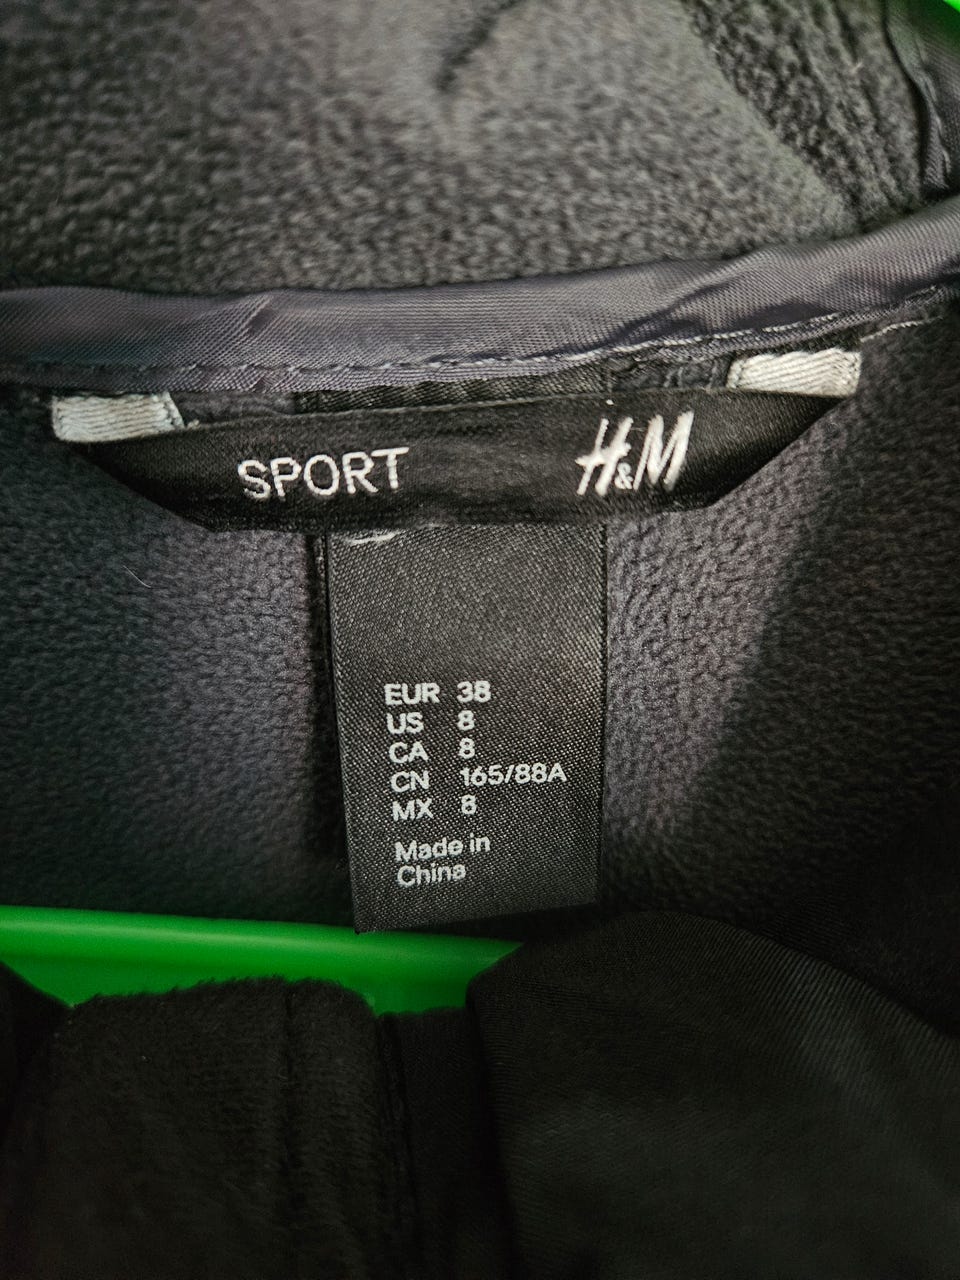 SPORT H&M
EUR 38
US 8
CA 8
CN 165/88A
MX 8
Made in
China